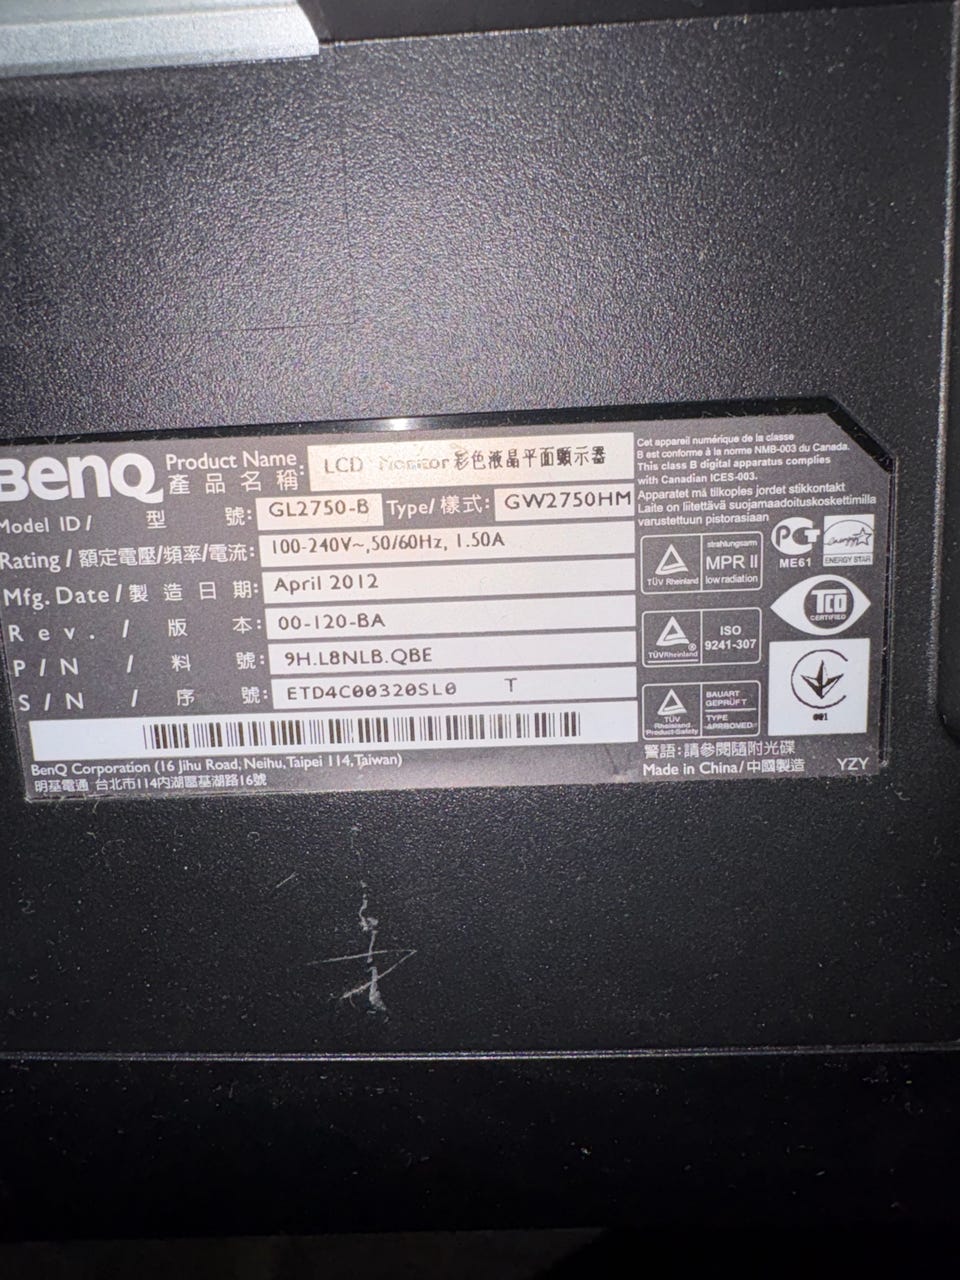 BenQ
Product Name: LCD Monitor 彩色液晶平面顯示器
產品名稱
Model ID / 型號: GL2750-B Type/樣式: GW2750HM
Rating / 額定電壓/頻率/電流: 100-240V~,50/60Hz, 1.50A
Mfg. Date / 製造日期: April 2012
Rev. / 版本: 00-120-BA
P/N / 料號: 9H.L8NLB.QBE
S/N / 序號: ETD4C00320SL0 T
BenQ Corporation (16 Jihu Road, Neihu, Taipei 114, Taiwan)
明基電通 台北市114內湖區基湖路16號
Cet appareil numérique de la classe
B est conforme à la norme NMB-003 du Canada.
This class B digital apparatus complies
with Canadian ICES-003.
Apparatet må tilkoples jordet stikkontakt
Laite on liitettävä suojamaadoituskoskettimilla
varustettuun pistorasiaan
TÜV Rheinland
strahlungsarm
MPR II
low radiation
ME61
energy
ENERGY STAR
TÜVRheinland
ISO
9241-307
TCO
CERTIFIED
TÜV
Rheinland
Product-Safety
BAUART
GEPRÜFT
TYPE
APPROVED
001
警語:請參閱隨附光碟
Made in China/中國製造 YZY